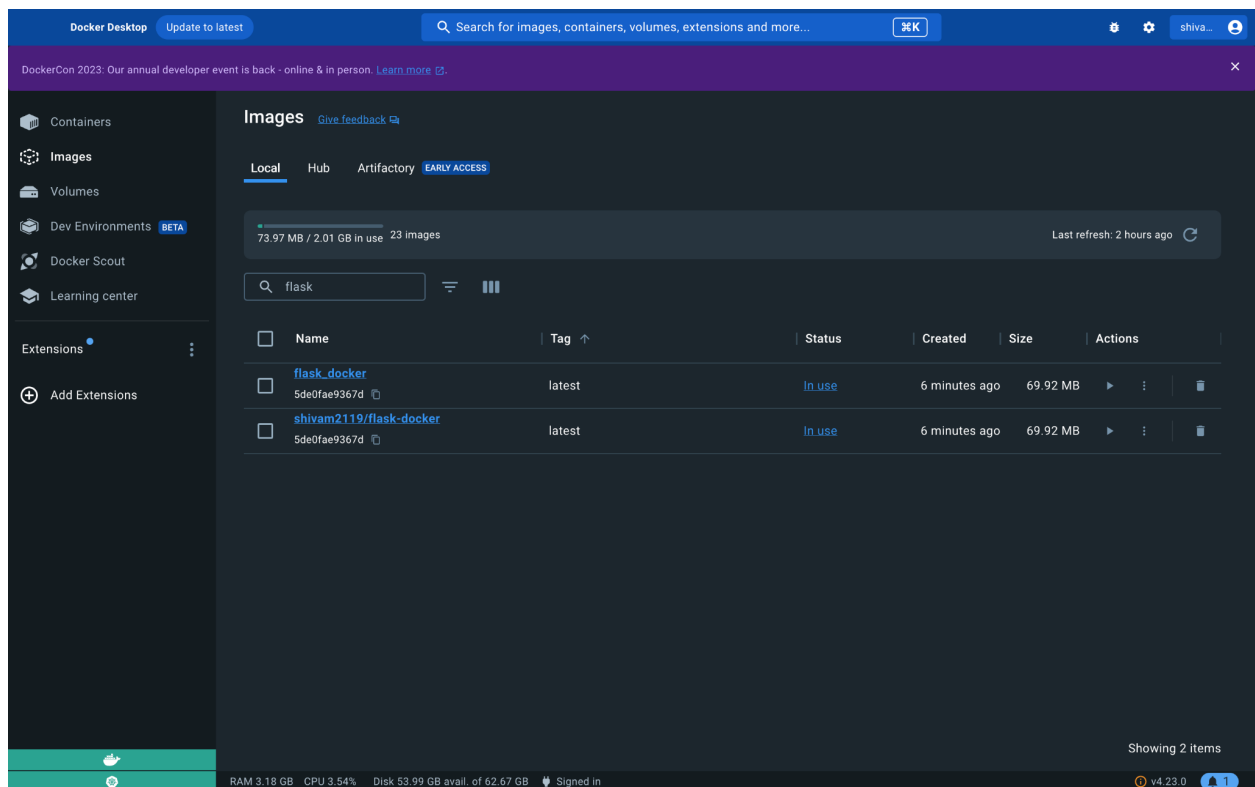 Docker Desktop Update to latest Search for images, containers, volumes, extensions and more... ⌘K shiva...
DockerCon 2023: Our annual developer event is back - online & in person. Learn more.
Containers
Images
Volumes
Dev Environments BETA
Docker Scout
Learning center
Extensions
Add Extensions
Images Give feedback
Local Hub Artifactory EARLY ACCESS
73.97 MB / 2.01 GB in use 23 images Last refresh: 2 hours ago
flask
Name Tag Status Created Size Actions
flask_docker
5de0fae9367d latest In use 6 minutes ago 69.92 MB
shivam2119/flask-docker
5de0fae9367d latest In use 6 minutes ago 69.92 MB
Showing 2 items
RAM 3.18 GB CPU 3.54% Disk 53.99 GB avail. of 62.67 GB Signed in v4.23.0 1